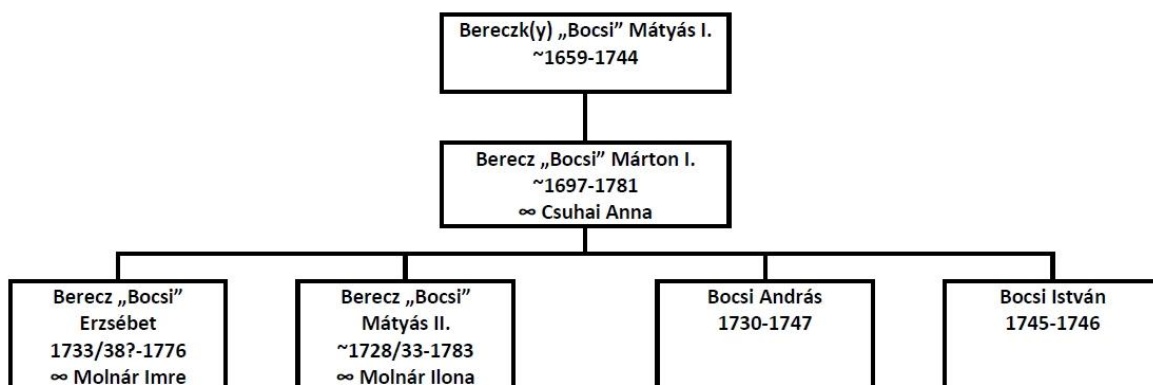 Bereczk(y) „Bocsi” Mátyás I.
~1659-1744
Berecz „Bocsi” Márton I.
~1697-1781
⚭ Csuhai Anna
Berecz „Bocsi”
Erzsébet
1733/38?-1776
⚭ Molnár Imre
Berecz „Bocsi”
Mátyás II.
~1728/33-1783
⚭ Molnár Ilona
Bocsi András
1730-1747
Bocsi István
1745-1746